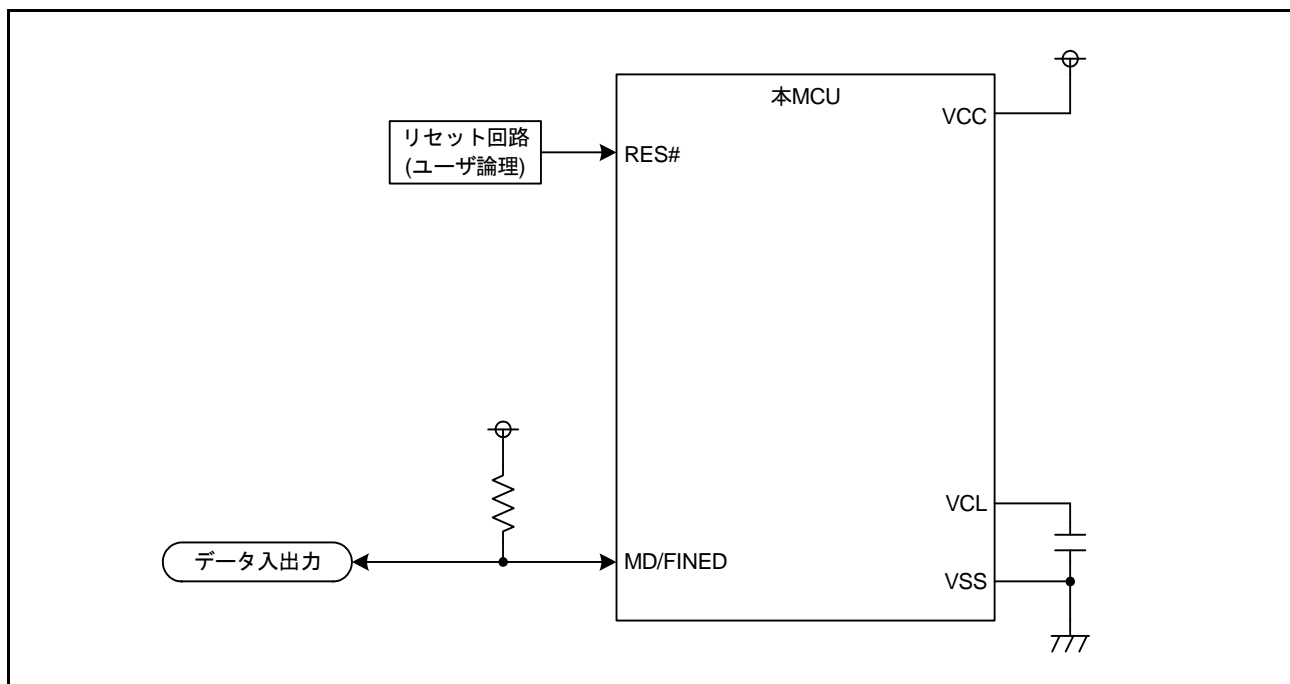 本MCU
VCC
リセット回路
(ユーザ論理)
RES#
VCL
データ入出力
MD/FINED
VSS